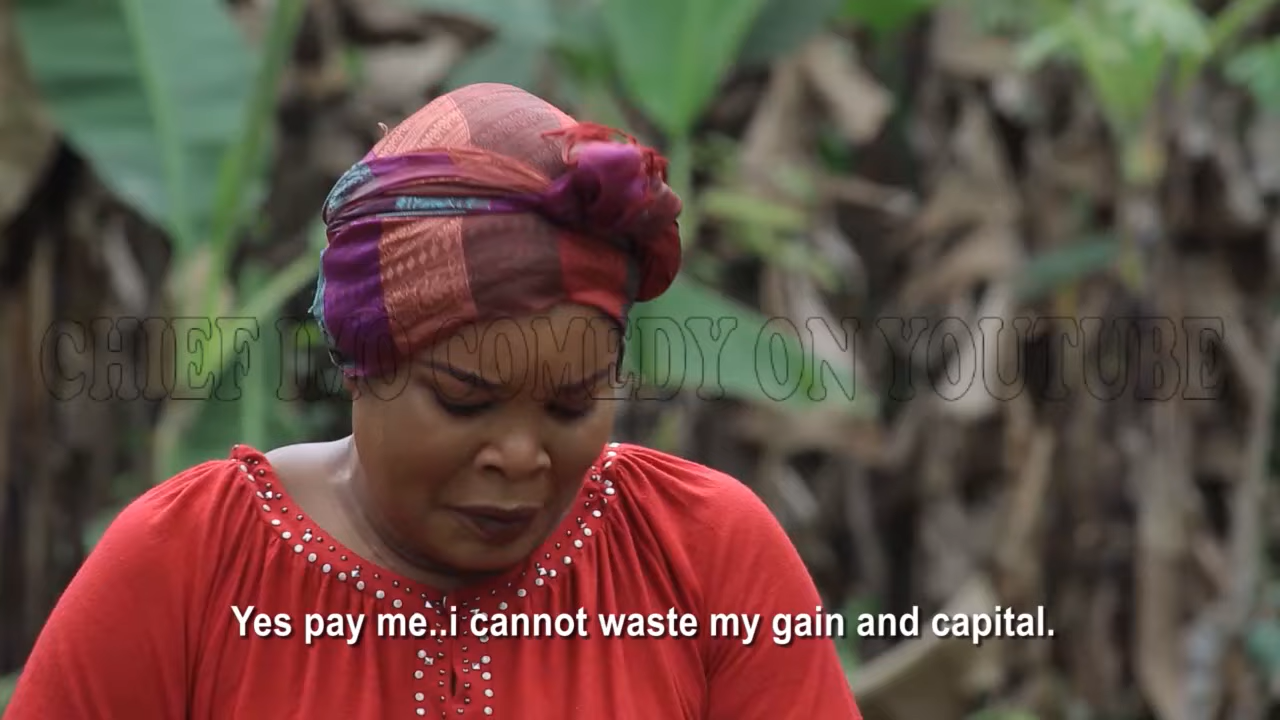 CHIEF IMO COMEDY ON YOUTUBE
Yes pay me..i cannot waste my gain and capital.